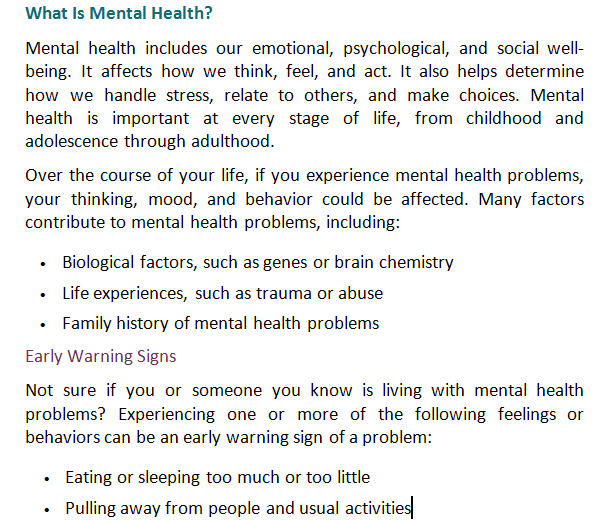 What Is Mental Health?
Mental health includes our emotional, psychological, and social well-
being. It affects how we think, feel, and act. It also helps determine
how we handle stress, relate to others, and make choices. Mental
health is important at every stage of life, from childhood and
adolescence through adulthood.
Over the course of your life, if you experience mental health problems,
your thinking, mood, and behavior could be affected. Many factors
contribute to mental health problems, including:
• Biological factors, such as genes or brain chemistry
• Life experiences, such as trauma or abuse
• Family history of mental health problems
Early Warning Signs
Not sure if you or someone you know is living with mental health
problems? Experiencing one or more of the following feelings or
behaviors can be an early warning sign of a problem:
• Eating or sleeping too much or too little
• Pulling away from people and usual activities